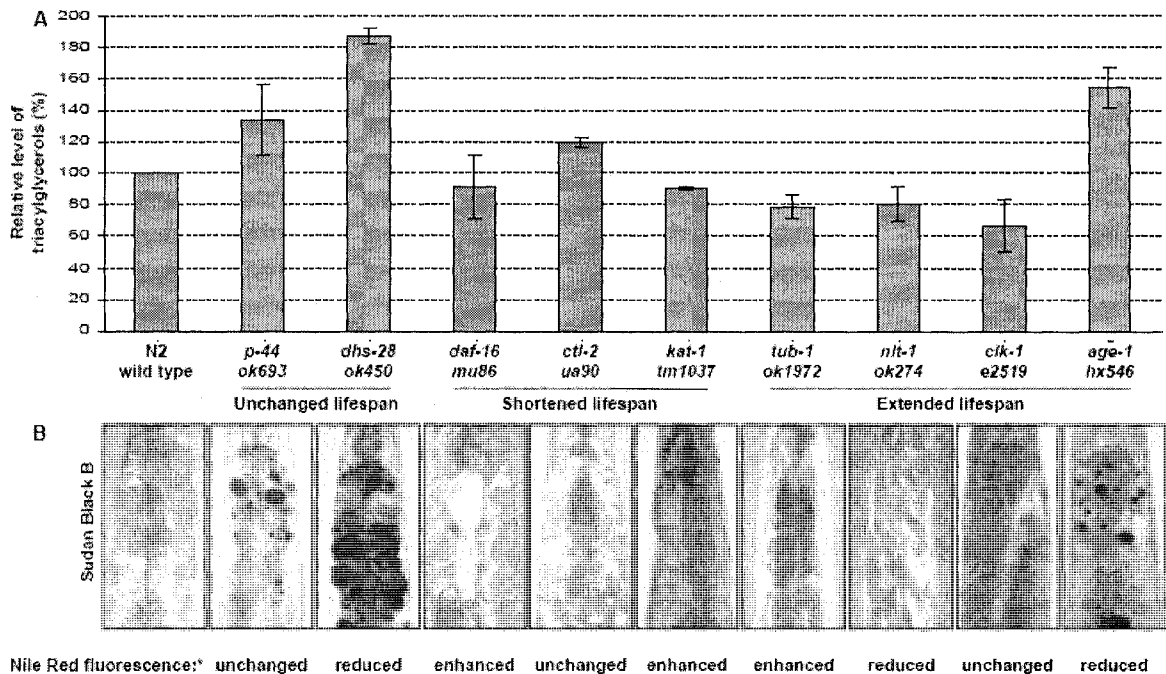 A
Relative level of
triacylglycerols (%)
200
180
160
140
120
100
80
60
40
20
0
N2
wild type
p-44
ok693
dhs-28
ok450
daf-16
mu86
ctl-2
ua90
kat-1
tm1037
tub-1
ok1972
nlt-1
ok274
clk-1
e2519
age-1
hx546
Unchanged lifespan
Shortened lifespan
Extended lifespan
B
Sudan Black B
Nile Red fluorescence:* unchanged reduced enhanced unchanged enhanced enhanced reduced unchanged reduced